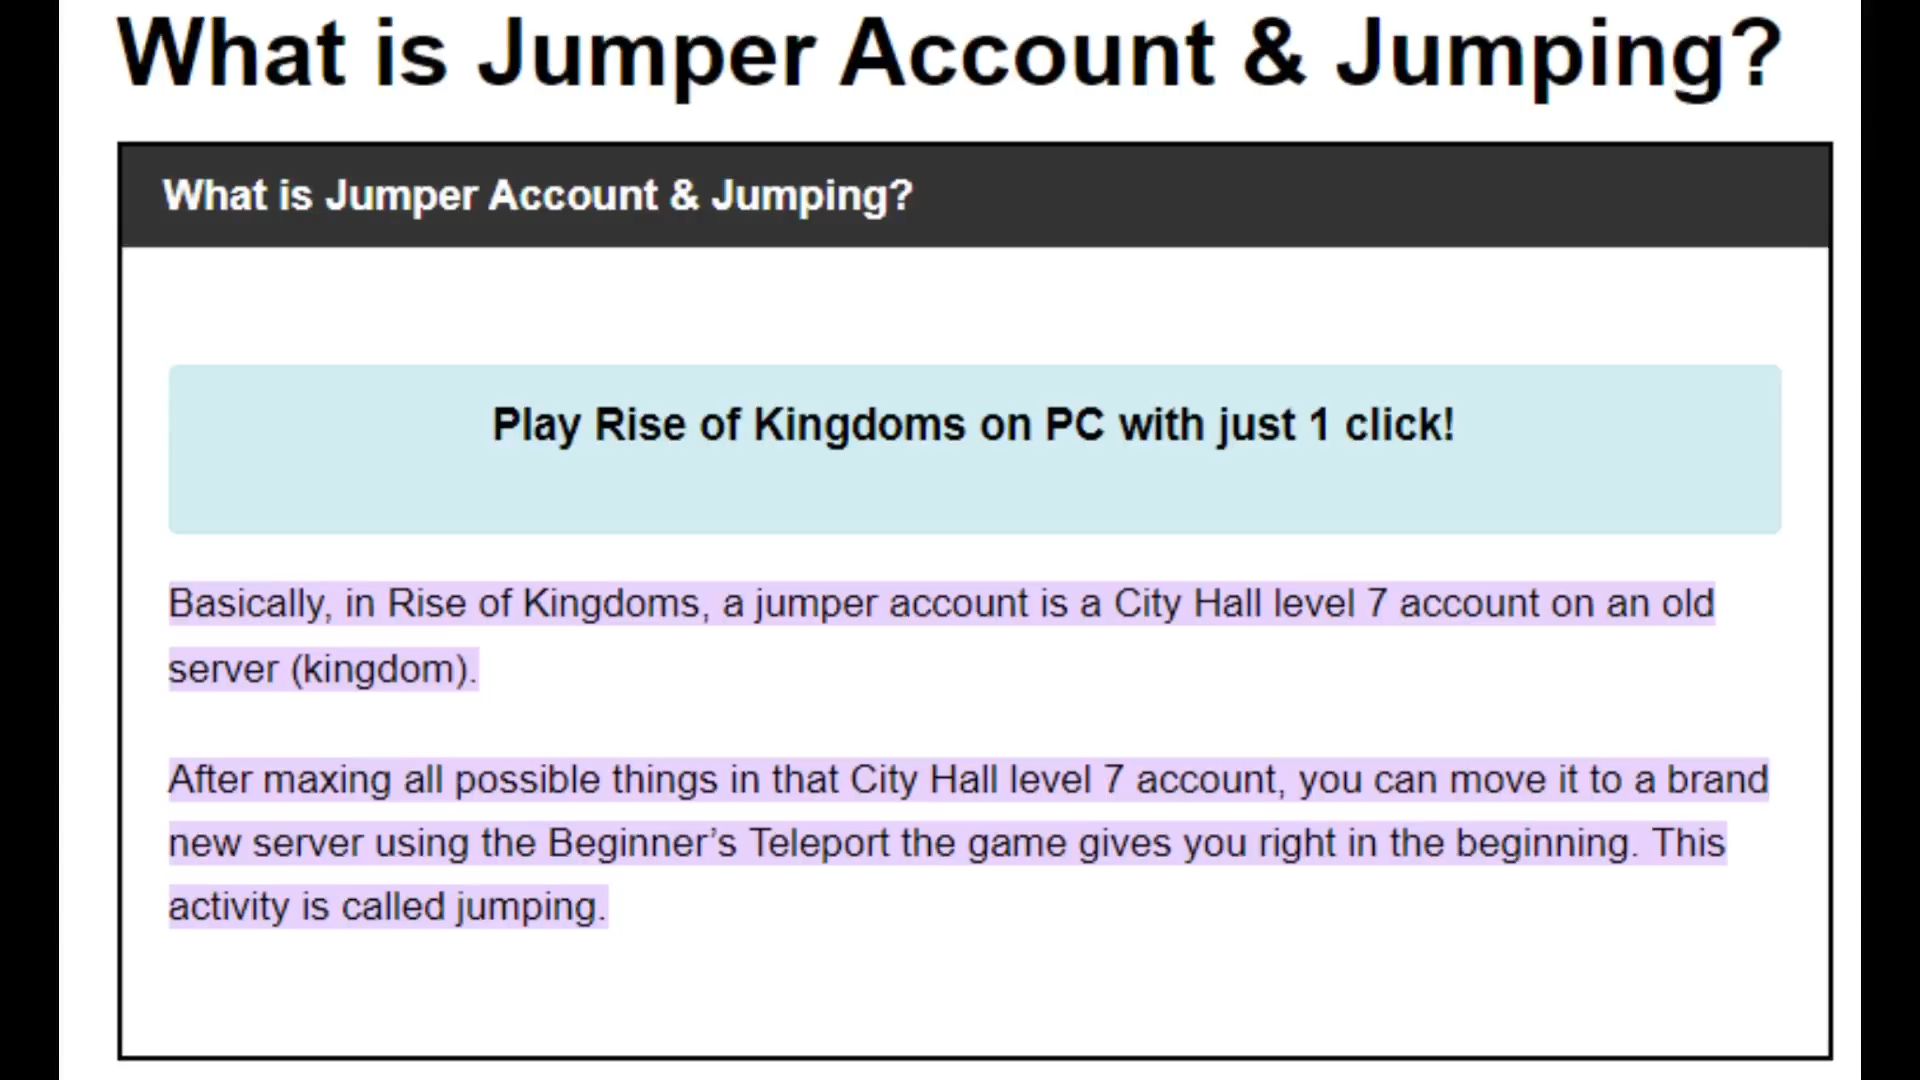 What is Jumper Account & Jumping?
What is Jumper Account & Jumping?
Play Rise of Kingdoms on PC with just 1 click!
Basically, in Rise of Kingdoms, a jumper account is a City Hall level 7 account on an old
server (kingdom).
After maxing all possible things in that City Hall level 7 account, you can move it to a brand
new server using the Beginner’s Teleport the game gives you right in the beginning. This
activity is called jumping.